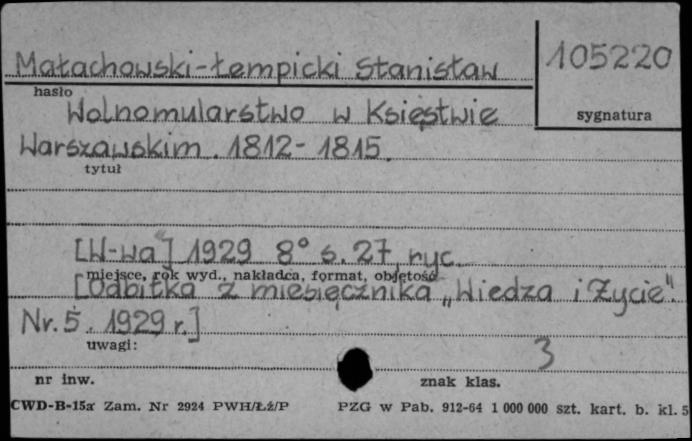 Małachowski-Łempicki Stanisław
105220
hasło
sygnatura
Wolnomularstwo w Księstwie
Warszawskim. 1812-1815.
tytuł
[W-wa] 1929 8° s. 27, ryc.
miejsce, rok wyd., nakładca, format, objętość
[Odbitka z miesięcznika „Wiedza i Życie".
Nr. 5. 1929 r.]
uwagi:
3
nr inw.
znak klas.
CWD-B-15a Zam. Nr 2924 PWH/Łź/P
PZG w Pab. 912-64 1 000 000 szt. kart. b. kl. 5